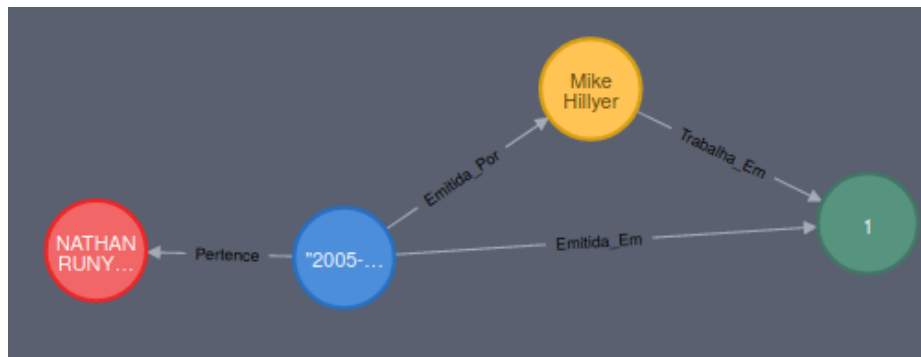 Mike
Hillyer
Trabalha_Em
Emitida_Por
1
Emitida_Em
NATHAN
RUNY...
Pertence
"2005-...